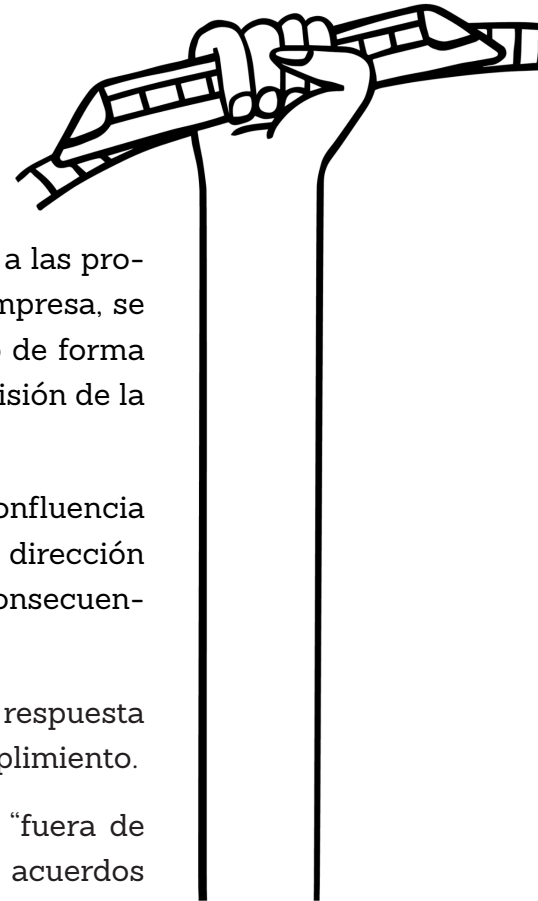 a las pro-
mpresa, se
de forma
isión de la
onfluencia
dirección
onsecuen-
respuesta
plimiento.
“fuera de
acuerdos